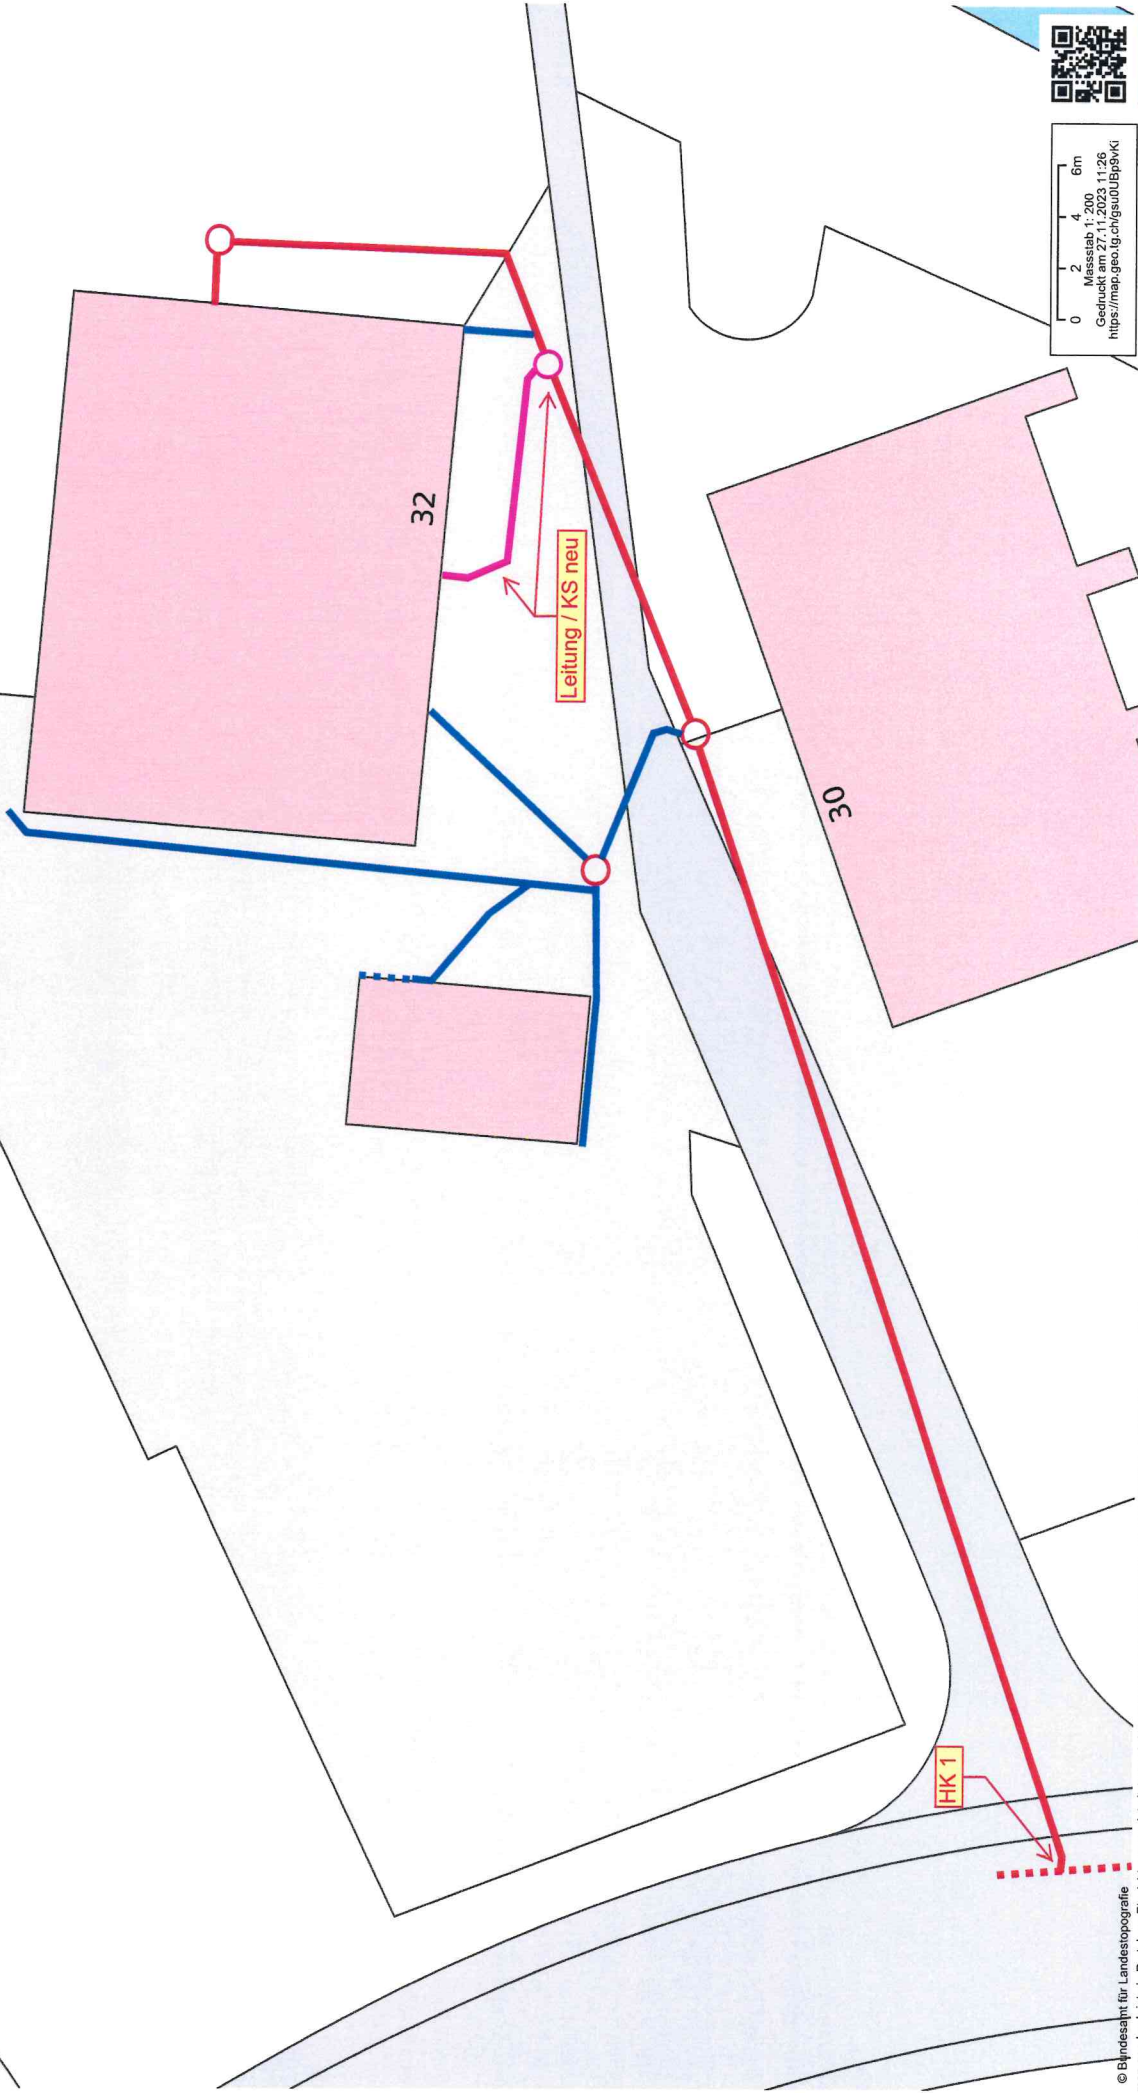 32
Leitung / KS neu
30
HK 1
0 2 4 6m
Massstab 1: 200
Gedruckt am 27.11.2023 11:26
https://map.geo.tg.ch/gsu0UBp9vKi
© Bundesamt für Landestopografie